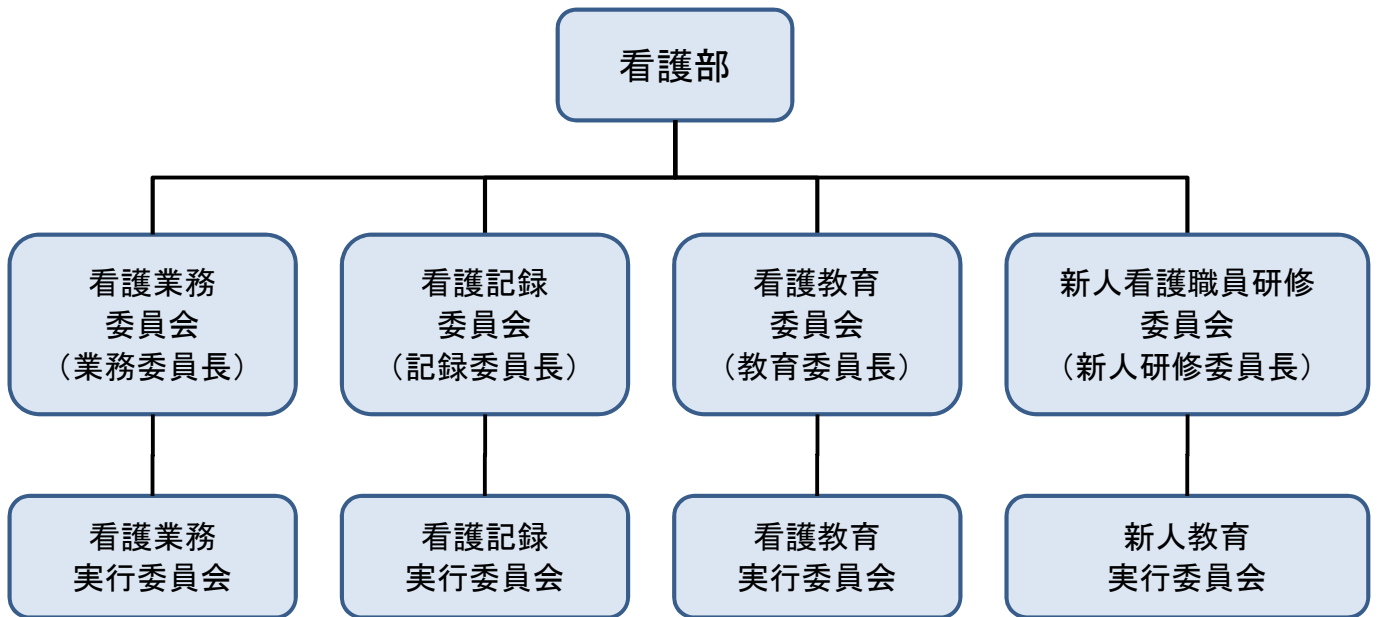 看護部
看護業務
委員会
（業務委員長）
看護記録
委員会
（記録委員長）
看護教育
委員会
（教育委員長）
新人看護職員研修
委員会
（新人研修委員長）
看護業務
実行委員会
看護記録
実行委員会
看護教育
実行委員会
新人教育
実行委員会